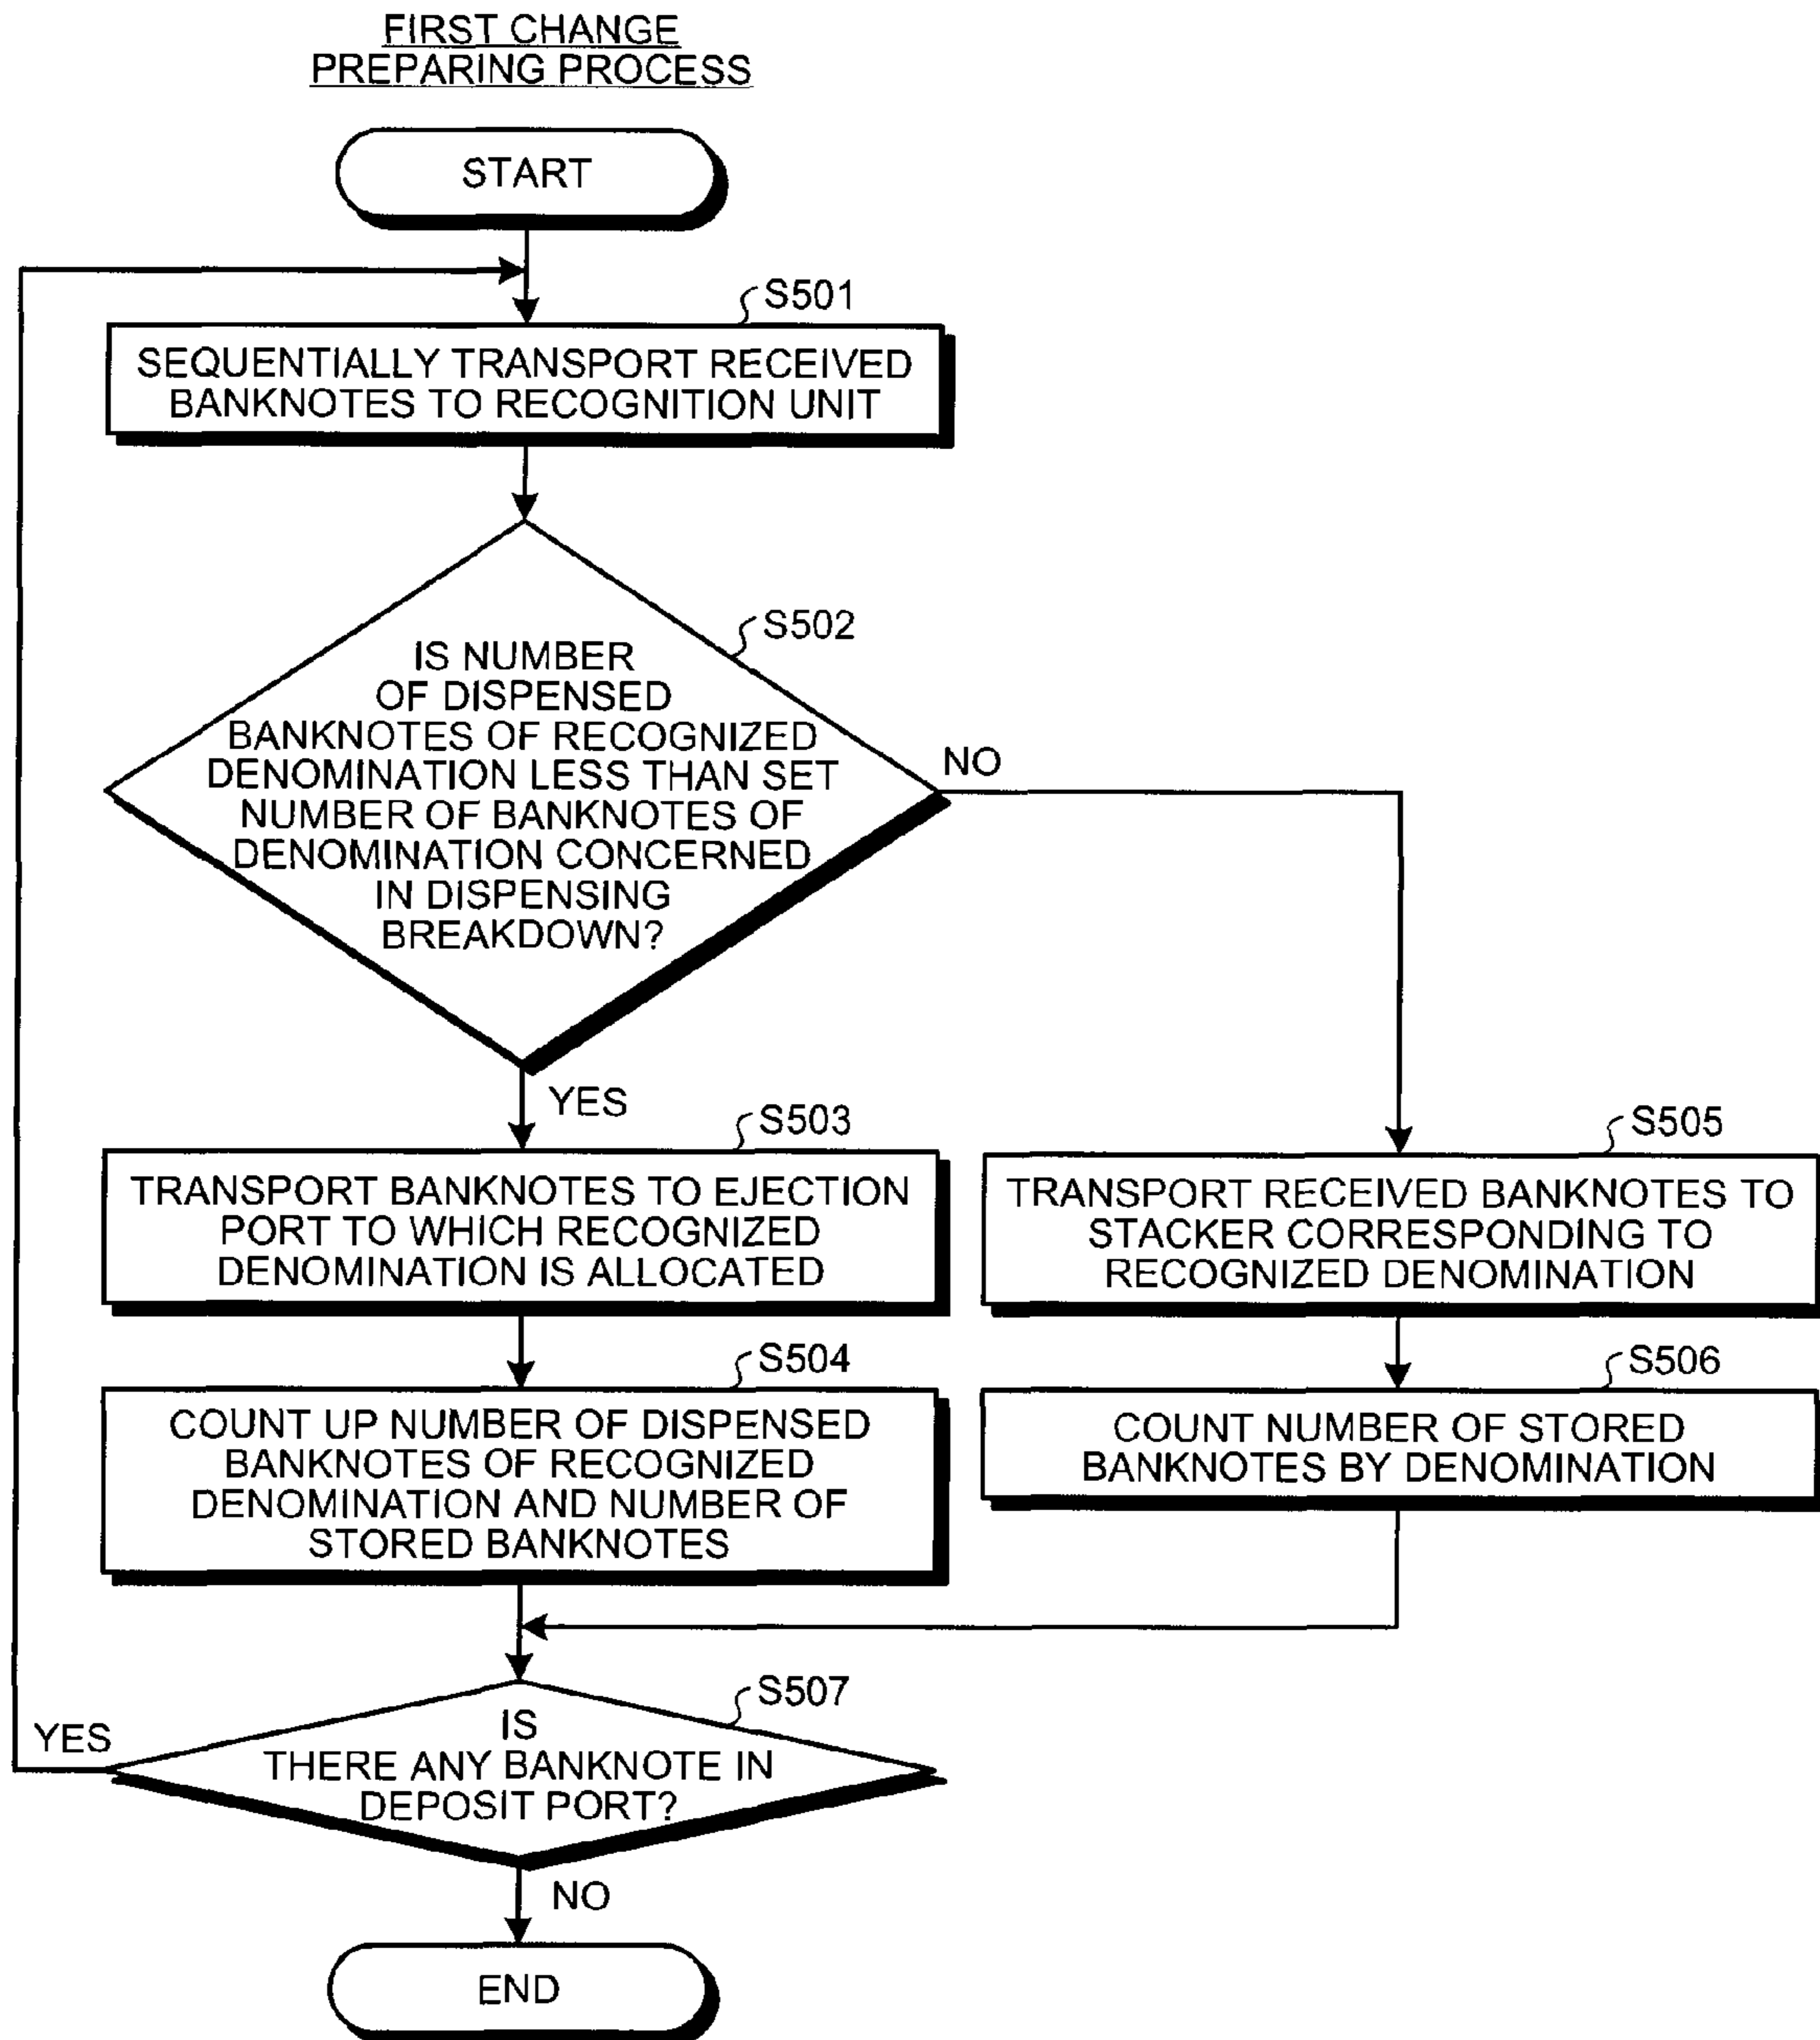 FIRST CHANGE
PREPARING PROCESS
START
S501
SEQUENTIALLY TRANSPORT RECEIVED
BANKNOTES TO RECOGNITION UNIT
S502
IS NUMBER
OF DISPENSED
BANKNOTES OF RECOGNIZED
DENOMINATION LESS THAN SET
NUMBER OF BANKNOTES OF
DENOMINATION CONCERNED
IN DISPENSING
BREAKDOWN?
NO
YES
S503
TRANSPORT BANKNOTES TO EJECTION
PORT TO WHICH RECOGNIZED
DENOMINATION IS ALLOCATED
S505
TRANSPORT RECEIVED BANKNOTES TO
STACKER CORRESPONDING TO
RECOGNIZED DENOMINATION
S504
COUNT UP NUMBER OF DISPENSED
BANKNOTES OF RECOGNIZED
DENOMINATION AND NUMBER OF
STORED BANKNOTES
S506
COUNT NUMBER OF STORED
BANKNOTES BY DENOMINATION
S507
IS
THERE ANY BANKNOTE IN
DEPOSIT PORT?
YES
NO
END